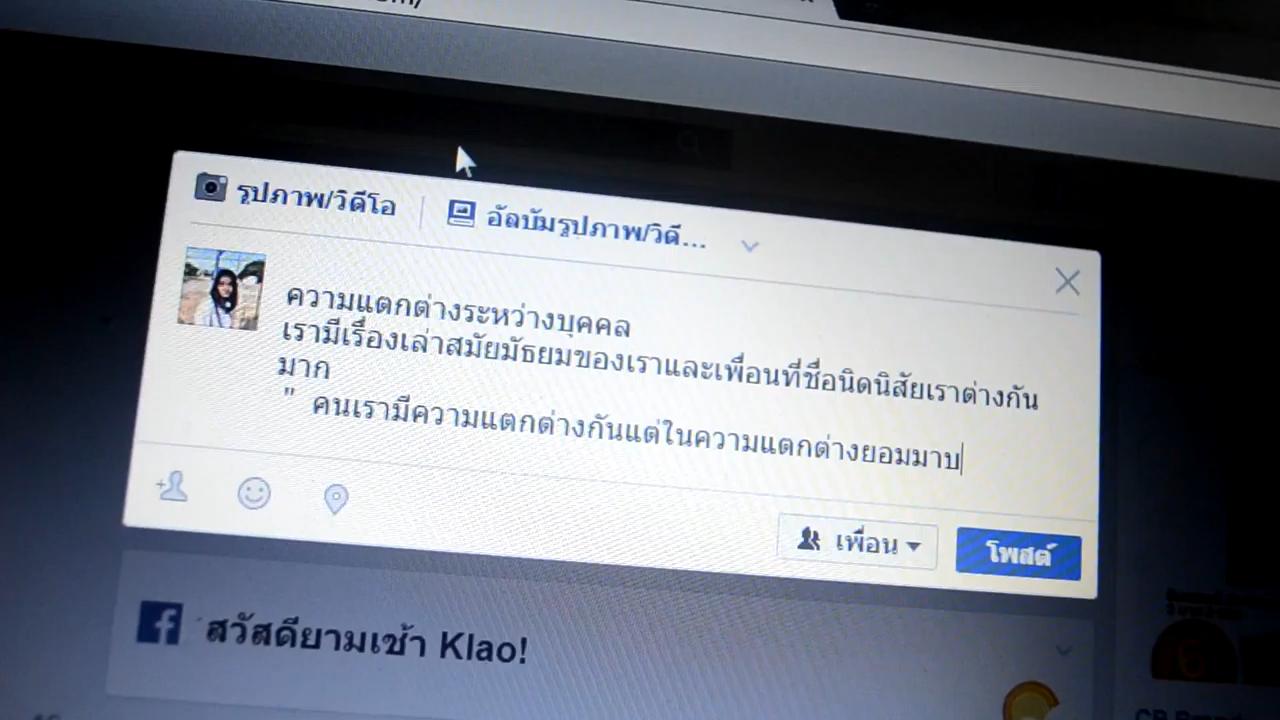 รูปภาพ/วิดีโอ
อัลบัมรูปภาพ/วิดี...
ความแตกต่างระหว่างบุคคล
เรามีเรื่องเล่าสมัยมัธยมของเราและเพื่อนที่ชื่อนิดนิสัยเราต่างกัน
มาก
" คนเรามีความแตกต่างกันแต่ในความแตกต่างยอมมาบ
เพื่อน
โพสต์
สวัสดียามเช้า Klao!